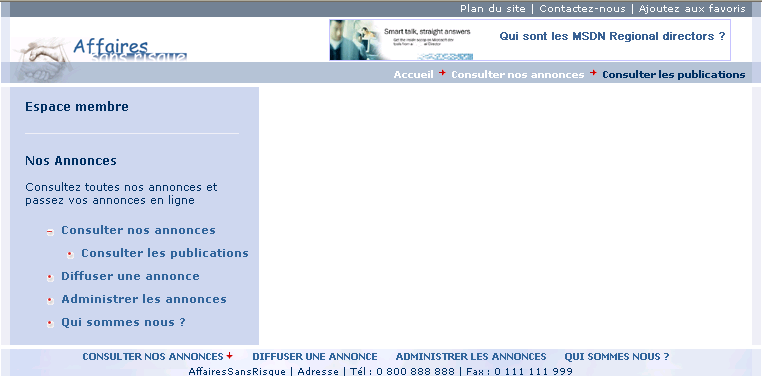 Plan du site | Contactez-nous | Ajoutez aux favoris
Affaires
sans risque
Smart talk, straight answers
Qui sont les MSDN Regional directors ?
Accueil Consulter nos annonces Consulter les publications
Espace membre
Nos Annonces
Consultez toutes nos annonces et
passez vos annonces en ligne
Consulter nos annonces
Consulter les publications
Diffuser une annonce
Administrer les annonces
Qui sommes nous ?
CONSULTER NOS ANNONCES DIFFUSER UNE ANNONCE ADMINISTRER LES ANNONCES QUI SOMMES NOUS ?
AffairesSansRisque | Adresse | Tél : 0 800 888 888 | Fax : 0 111 111 999